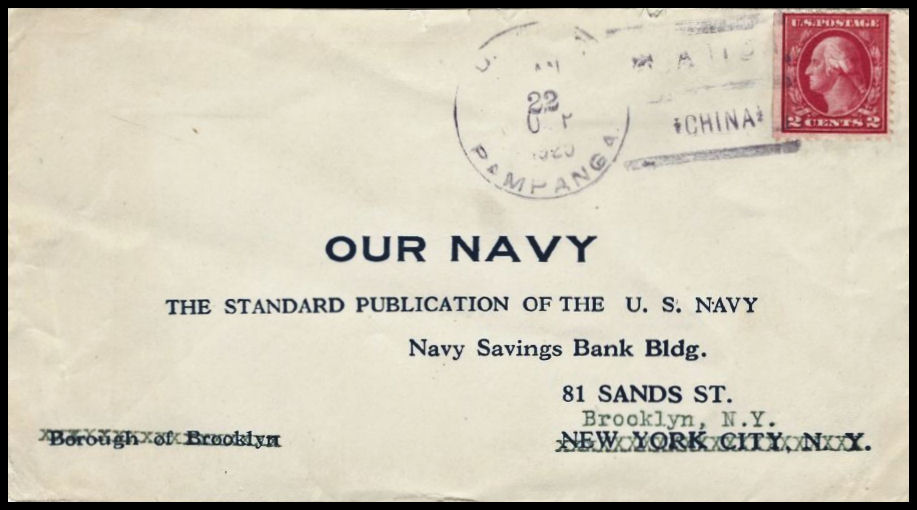 U.S. POSTAGE
2 CENTS 2
22
PAMPANGA
CHINA
OUR NAVY
THE STANDARD PUBLICATION OF THE U. S. NAVY
Navy Savings Bank Bldg.
81 SANDS ST.
Brooklyn, N.Y.
Borough of Brooklyn
NEW YORK CITY, N. Y.